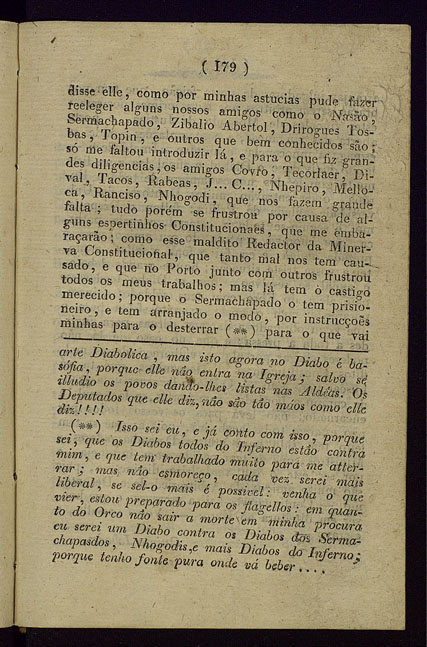 ( 179 )
disse elle, como por minhas astucias pude fazer
reeleger alguns nossos amigos como o Nasão,
Sermachapado, Zibalio Abertol, Drirogues Tos-
bas, Topin, e outros que bem conhecidos são;
só me faltou introduzir lá, e para o que fiz gran-
des diligencias, os amigos Covro, Tecorlaer, Di-
val, Tacos, Rabeas, J... C..., Nhepiro, Mello-
ca, Ranciso, Nhogodi, que nos fazem grande
falta; tudo porém se frustrou por causa de al-
guns espertinhos Constitucionaes, que me emba-
raçarão; como esse maldito Redactor da Miner-
va Constitucional, que tanto mal nos tem cau-
sado, e que no Porto junto com outros frustrou
todos os meus trabalhos; mas lá tem o castigo
merecido; porque o Sermachapado o tem prisio-
neiro, e tem arranjado o modo, por instrucções
minhas para o desterrar (**) para o que vai
arte Diabolica, mas isto agora no Diabo é ba-
sófia, porque elle não entra na Igreja; salvo se
illudio os povos dando-lhes listas nas Aldêas. Os
Deputados que elle diz, não são tão máos como elle
diz!!!!
(**) Isso sei eu, e já conto com isso, porque
sei, que os Diabos todos do Inferno estão contra
mim, e que tem trabalhado muito para me atter-
rar; mas não esmoreço, cada vez serei mais
liberal, se sel-o mais é possivel: venha o que
vier, estou preparado para os flagellos: em quan-
to do Orco não sair a morte em minha procura
eu serei um Diabo contra os Diabos dos Serma-
chapasdos, Nhogodis, e mais Diabos do Inferno;
porque tenho fonte pura onde vá beber....